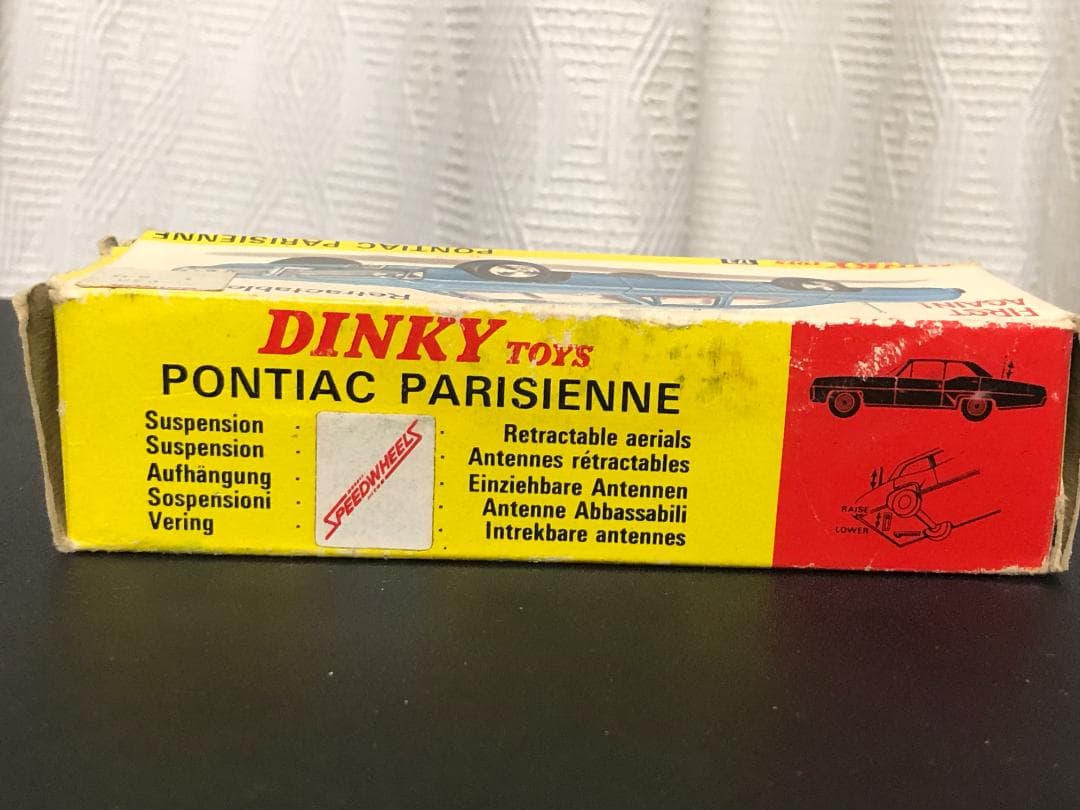 PONTIAC PARISIENNE
Retractable
FIRST
AGAIN!
DINKY TOYS
PONTIAC PARISIENNE
Suspension
Suspension
Aufhängung
Sospensioni
Vering
SPEEDWHEELS
Retractable aerials
Antennes rétractables
Einziehbare Antennen
Antenne Abbassabili
Intrekbare antennes
RAISE
LOWER